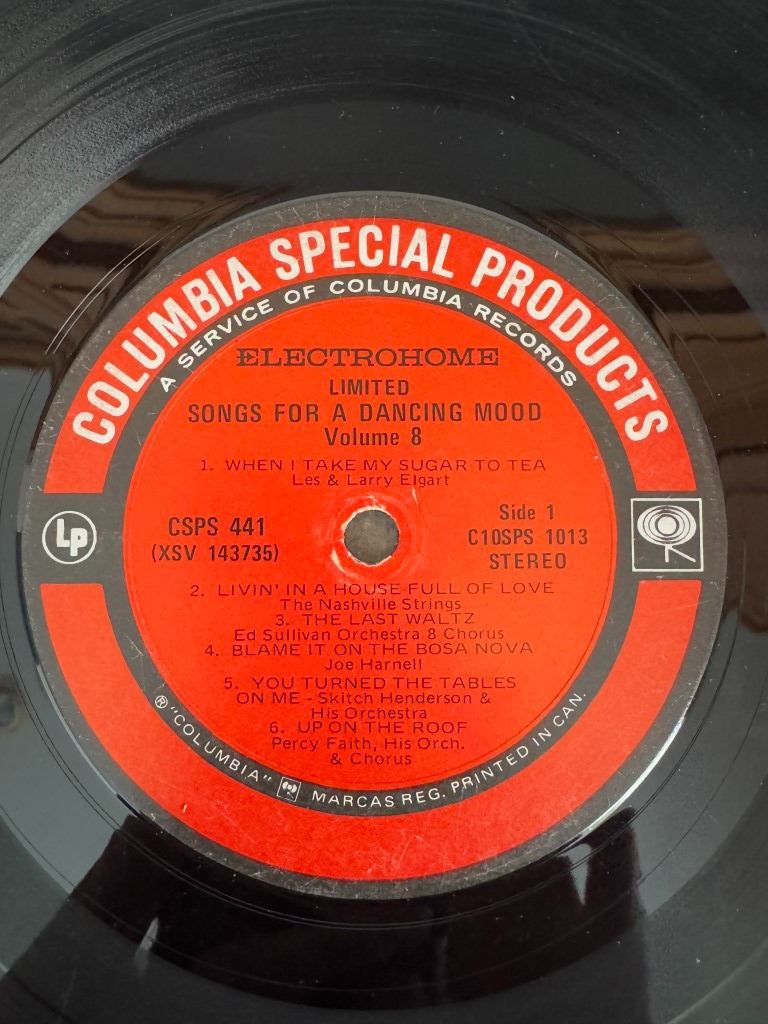 COLUMBIA SPECIAL PRODUCTS
A SERVICE OF COLUMBIA RECORDS
ELECTROHOME
LIMITED
SONGS FOR A DANCING MOOD
Volume 8
1. WHEN I TAKE MY SUGAR TO TEA
Les & Larry Elgart
Lp
CSPS 441
(XSV 143735)
Side 1
C10SPS 1013
STEREO
2. LIVIN' IN A HOUSE FULL OF LOVE
The Nashville Strings
3. THE LAST WALTZ
Ed Sullivan Orchestra 8 Chorus
4. BLAME IT ON THE BOSA NOVA
Joe Harnell
5. YOU TURNED THE TABLES
ON ME - Skitch Henderson &
His Orchestra
6. UP ON THE ROOF
Percy Faith, His Orch.
& Chorus
® "COLUMBIA" MARCAS REG. PRINTED IN CAN.